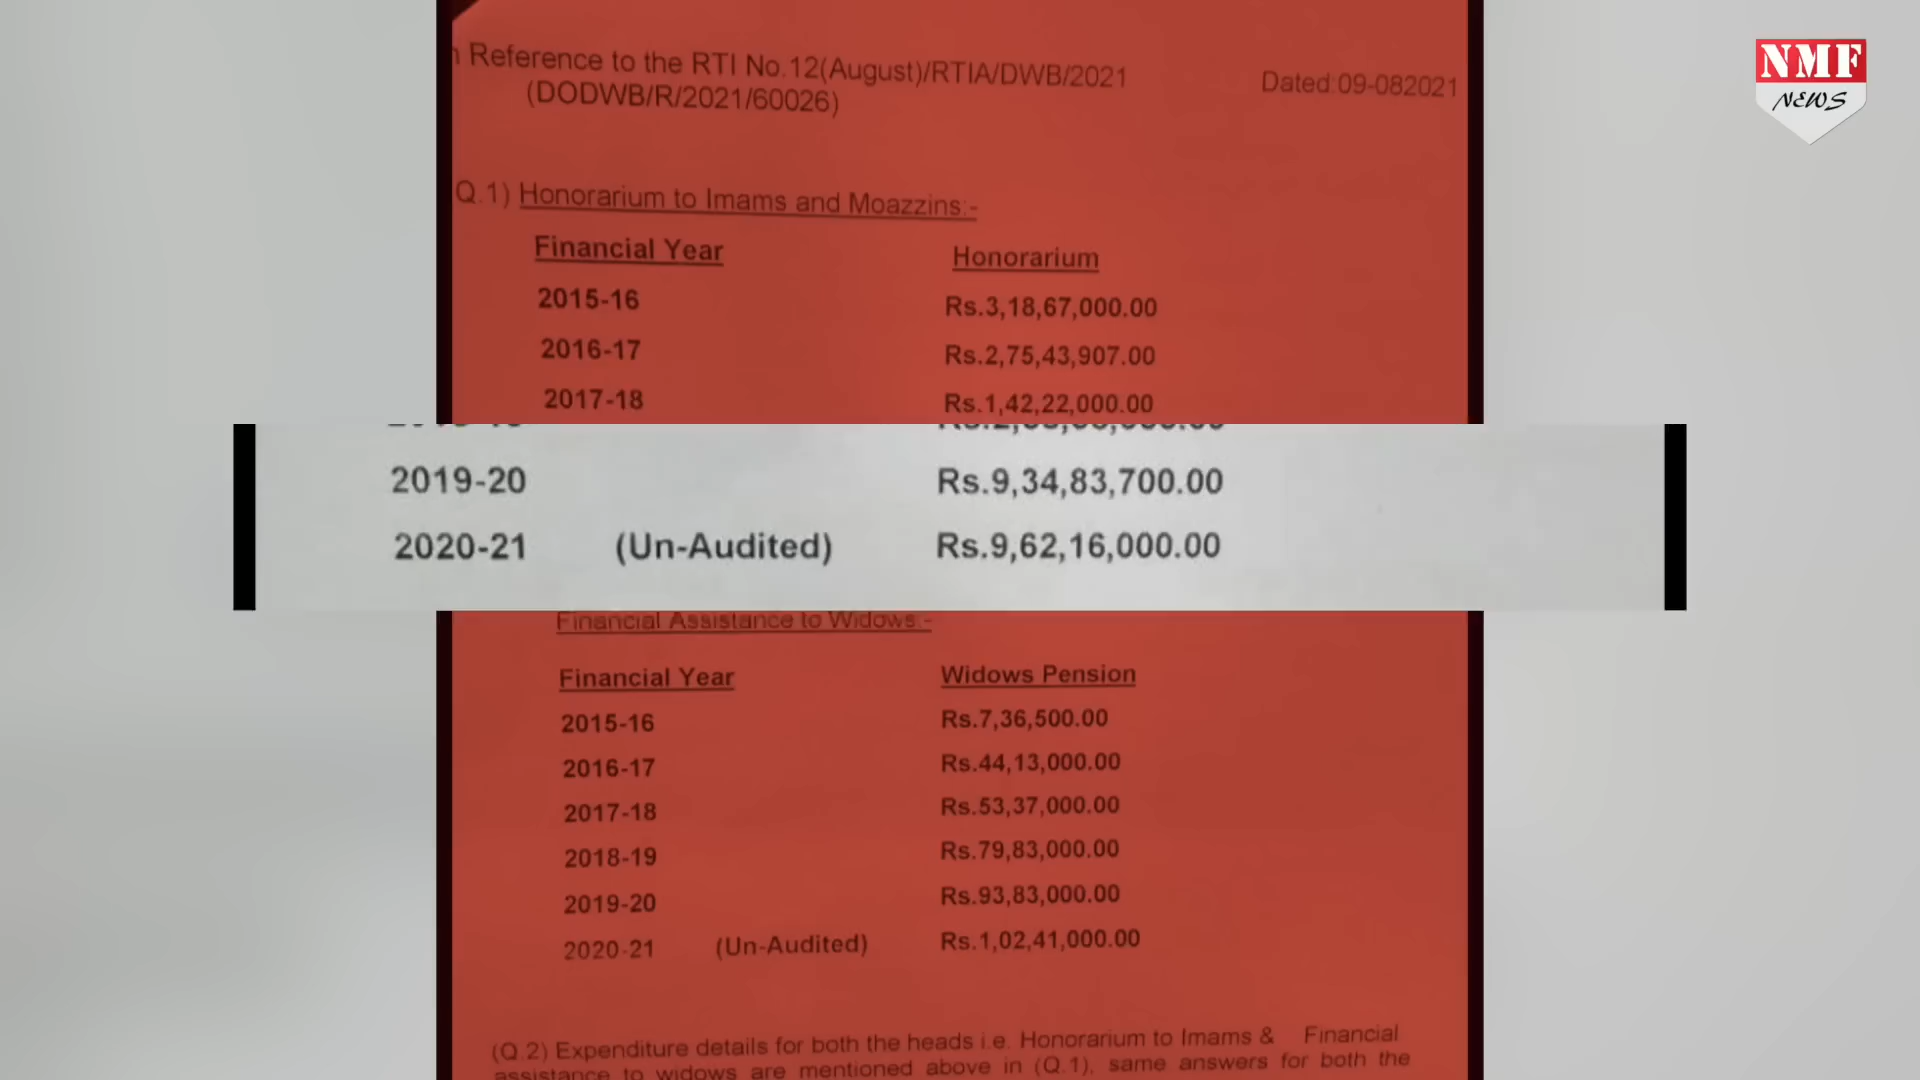 NMF
NEWS
Reference to the RTI No.12(August)/RTIA/DWB/2021 Dated:09-082021
(DODWB/R/2021/60026)
Q.1) Honorarium to Imams and Moazzins:-
Financial Year Honorarium
2015-16 Rs.3,18,67,000.00
2016-17 Rs.2,75,43,907.00
2017-18 Rs.1,42,22,000.00
2019-20 Rs.9,34,83,700.00
2020-21 (Un-Audited) Rs.9,62,16,000.00
Financial Assistance to Widows:-
Financial Year Widows Pension
2015-16 Rs.7,36,500.00
2016-17 Rs.44,13,000.00
2017-18 Rs.53,37,000.00
2018-19 Rs.79,83,000.00
2019-20 Rs.93,83,000.00
2020-21 (Un-Audited) Rs.1,02,41,000.00
(Q.2) Expenditure details for both the heads i.e. Honorarium to Imams & Financial
assistance to widows are mentioned above in (Q.1), same answers for both the